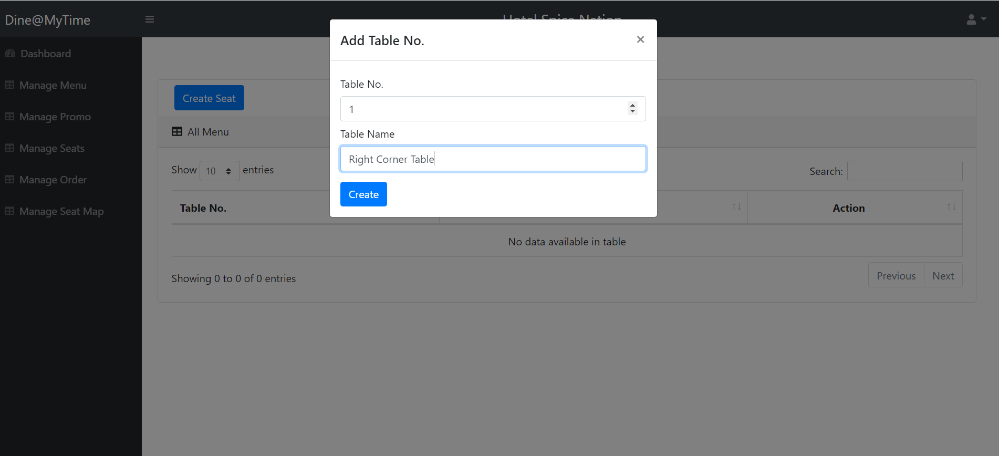 Dine@MyTime
Hotel Spice Nation
Dashboard
Manage Menu
Manage Promo
Manage Seats
Manage Order
Manage Seat Map
Add Table No.
×
Table No.
1
Table Name
Right Corner Table
Create
Create Seat
All Menu
Show 10 entries
Search:
Table No.
Action
No data available in table
Showing 0 to 0 of 0 entries
Previous Next